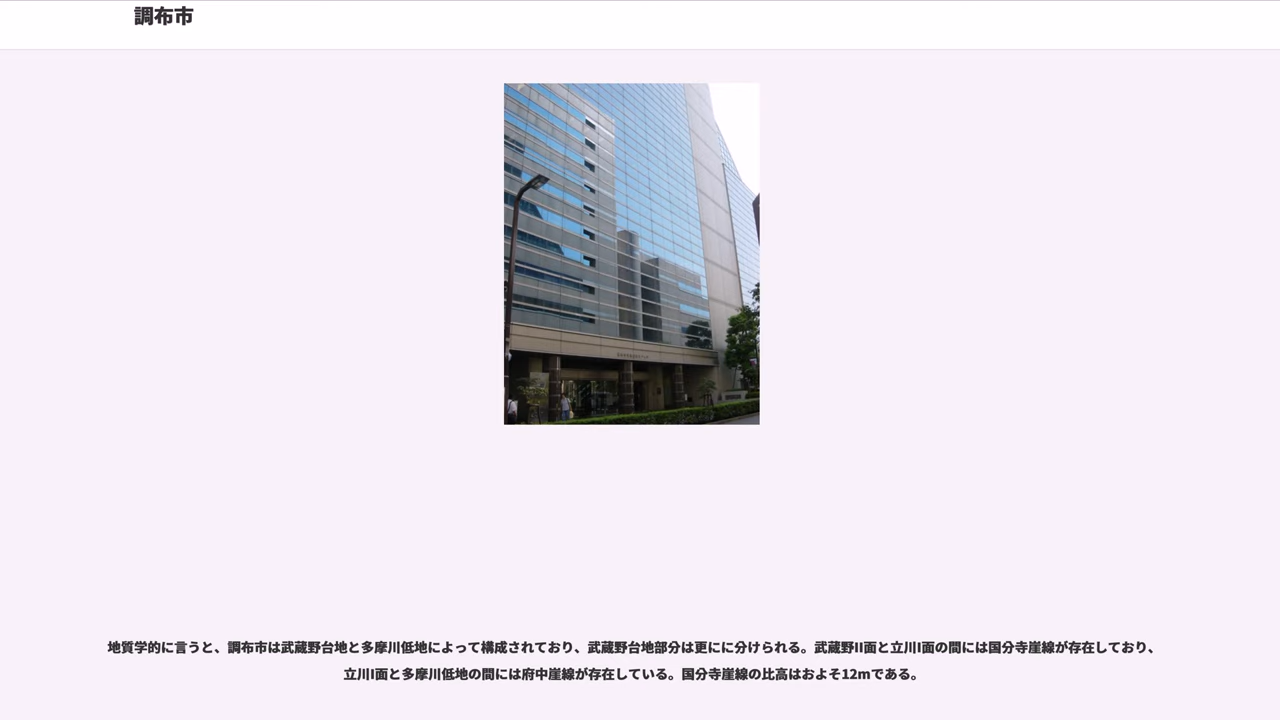 調布市
地質学的に言うと、調布市は武蔵野台地と多摩川低地によって構成されており、武蔵野台地部分は更にに分けられる。武蔵野II面と立川I面の間には国分寺崖線が存在しており、
立川I面と多摩川低地の間には府中崖線が存在している。国分寺崖線の比高はおよそ12mである。